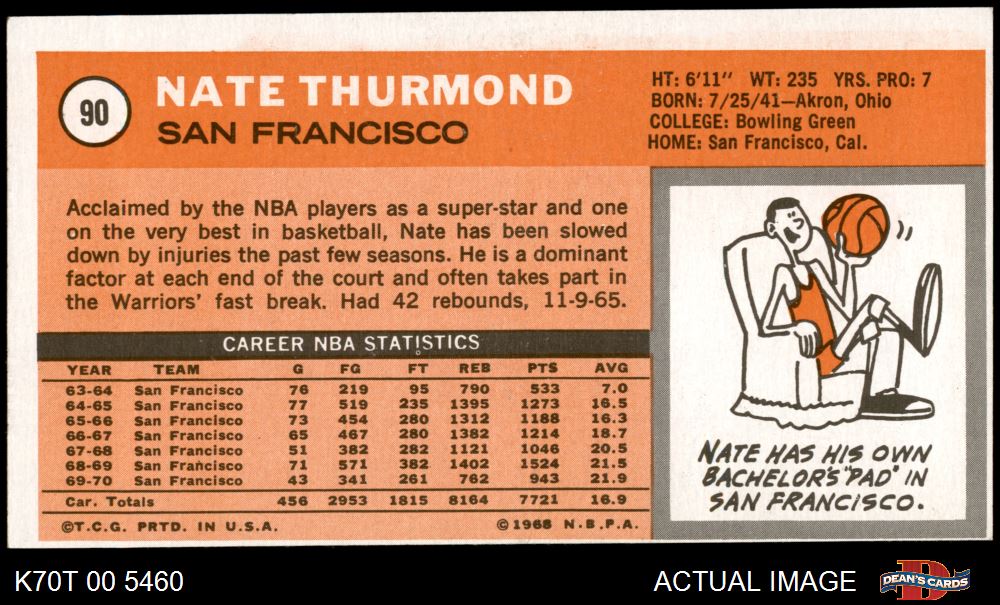 90
NATE THURMOND
SAN FRANCISCO
HT: 6'11" WT: 235 YRS. PRO: 7
BORN: 7/25/41—Akron, Ohio
COLLEGE: Bowling Green
HOME: San Francisco, Cal.
Acclaimed by the NBA players as a super-star and one
on the very best in basketball, Nate has been slowed
down by injuries the past few seasons. He is a dominant
factor at each end of the court and often takes part in
the Warriors' fast break. Had 42 rebounds, 11-9-65.
CAREER NBA STATISTICS
YEAR TEAM G FG FT REB PTS AVG
63-64 San Francisco 76 219 95 790 533 7.0
64-65 San Francisco 77 519 235 1395 1273 16.5
65-66 San Francisco 73 454 280 1312 1188 16.3
66-67 San Francisco 65 467 280 1382 1214 18.7
67-68 San Francisco 51 382 282 1121 1046 20.5
68-69 San Francisco 71 571 382 1402 1524 21.5
69-70 San Francisco 43 341 261 762 943 21.9
Car. Totals 456 2953 1815 8164 7721 16.9
©T.C.G. PRTD. IN U.S.A. ©1968 N.B.P.A.
NATE HAS HIS OWN
BACHELOR'S "PAD" IN
SAN FRANCISCO.
K70T 00 5460
ACTUAL IMAGE
D
DEAN'S CARDS